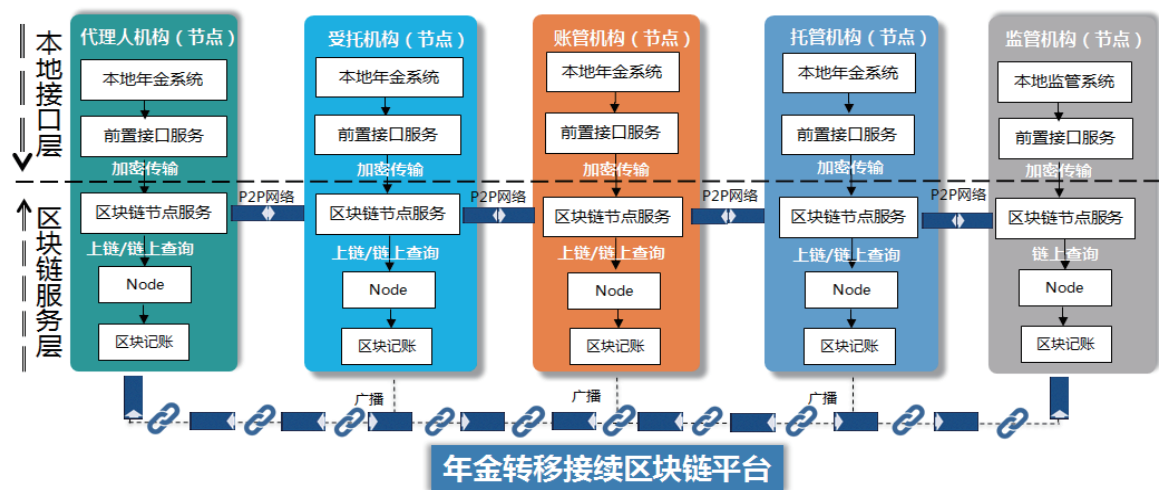 本地接口层
区块链服务层
代理人机构（节点）
本地年金系统
前置接口服务
加密传输
区块链节点服务
上链/链上查询
Node
区块记账
P2P网络
受托机构（节点）
本地年金系统
前置接口服务
加密传输
区块链节点服务
上链/链上查询
Node
区块记账
P2P网络
账管机构（节点）
本地年金系统
前置接口服务
加密传输
区块链节点服务
上链/链上查询
Node
区块记账
P2P网络
托管机构（节点）
本地年金系统
前置接口服务
加密传输
区块链节点服务
上链/链上查询
Node
区块记账
P2P网络
监管机构（节点）
本地监管系统
前置接口服务
加密传输
区块链节点服务
链上查询
Node
区块记账
广播
广播
广播
年金转移接续区块链平台